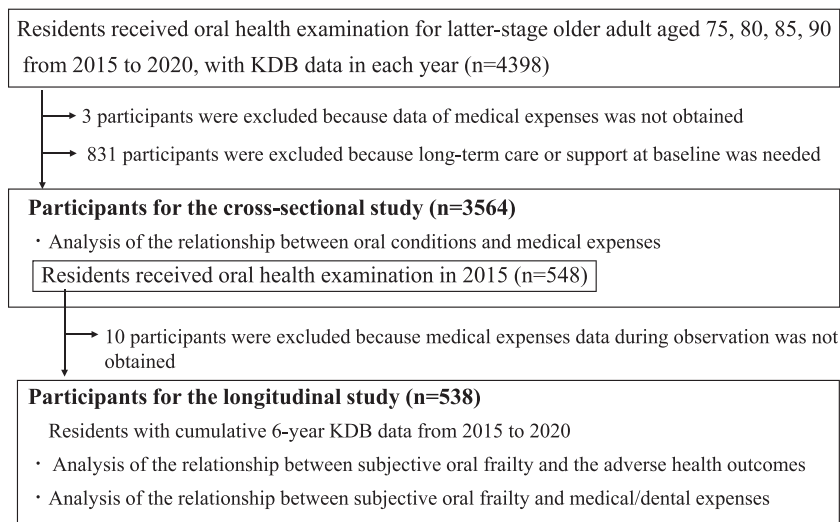 Residents received oral health examination for latter-stage older adult aged 75, 80, 85, 90
from 2015 to 2020, with KDB data in each year (n=4398)
3 participants were excluded because data of medical expenses was not obtained
831 participants were excluded because long-term care or support at baseline was needed
Participants for the cross-sectional study (n=3564)
・Analysis of the relationship between oral conditions and medical expenses
Residents received oral health examination in 2015 (n=548)
10 participants were excluded because medical expenses data during observation was not
obtained
Participants for the longitudinal study (n=538)
Residents with cumulative 6-year KDB data from 2015 to 2020
・ Analysis of the relationship between subjective oral frailty and the adverse health outcomes
・ Analysis of the relationship between subjective oral frailty and medical/dental expenses